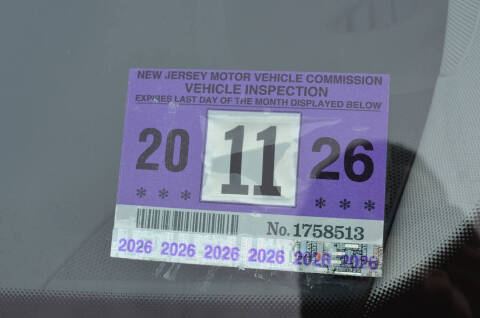 NEW JERSEY MOTOR VEHICLE COMMISSION
VEHICLE INSPECTION
EXPIRES LAST DAY OF THE MONTH DISPLAYED BELOW
20 11 26
*** ***
No. 1758513
2026 2026 2026 2026 2026 2026